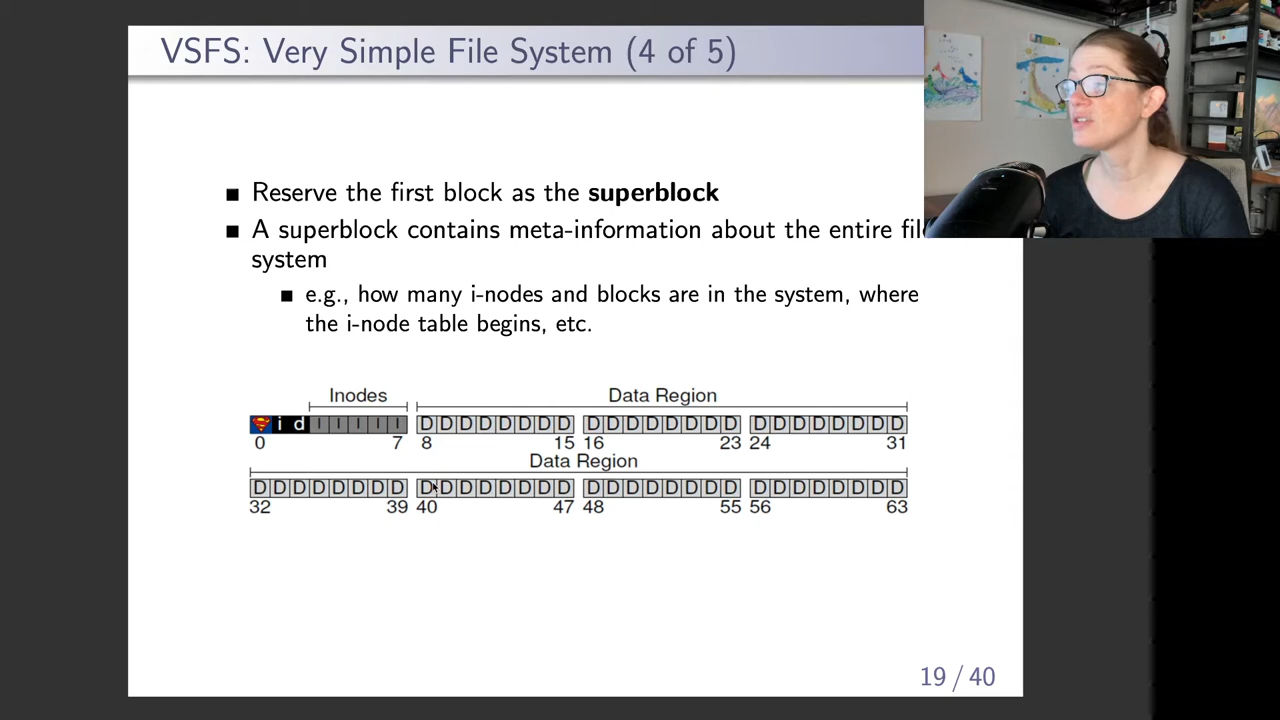 VSFS: Very Simple File System (4 of 5)
Reserve the first block as the superblock
A superblock contains meta-information about the entire fil
system
e.g., how many i-nodes and blocks are in the system, where
the i-node table begins, etc.
Inodes Data Region
i d I I I I I D D D D D D D D D D D D D D D D D D D D D D D D
0 7 8 15 16 23 24 31
Data Region
D D D D D D D D D D D D D D D D D D D D D D D D D D D D D D D D
32 39 40 47 48 55 56 63
19 / 40